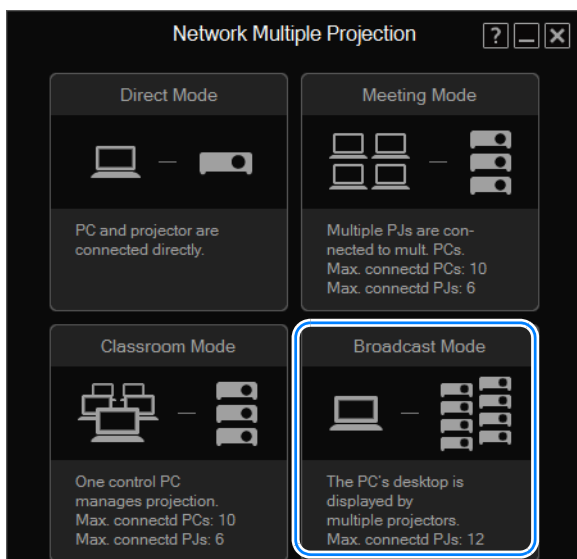 Network Multiple Projection
?
Direct Mode
PC and projector are
connected directly.
Meeting Mode
Multiple PJs are con-
nected to mult. PCs.
Max. connectd PCs: 10
Max. connectd PJs: 6
Classroom Mode
One control PC
manages projection.
Max. connectd PCs: 10
Max. connectd PJs: 6
Broadcast Mode
The PC's desktop is
displayed by
multiple projectors.
Max. connectd PJs: 12